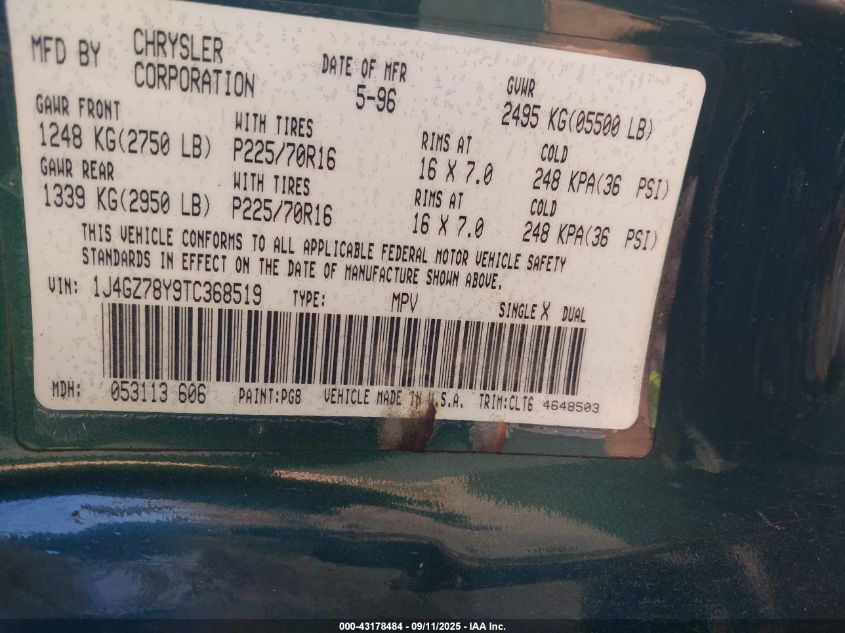 MFD BY CHRYSLER CORPORATION DATE OF MFR 5-96 GVWR 2495 KG(05500 LB)
GAWR FRONT WITH TIRES RIMS AT COLD
1248 KG(2750 LB) P225/70R16 16 X 7.0 248 KPA(36 PSI)
GAWR REAR WITH TIRES RIMS AT COLD
1339 KG(2950 LB) P225/70R16 16 X 7.0 248 KPA(36 PSI)
THIS VEHICLE CONFORMS TO ALL APPLICABLE FEDERAL MOTOR VEHICLE SAFETY
STANDARDS IN EFFECT ON THE DATE OF MANUFACTURE SHOWN ABOVE.
VIN: 1J4GZ78Y9TC368519 TYPE: MPV SINGLE X DUAL
MDH: 053113 606 PAINT:PG8 VEHICLE MADE IN U.S.A. TRIM:CLT6 4648503
000-43178484 - 09/11/2025 - IAA Inc.